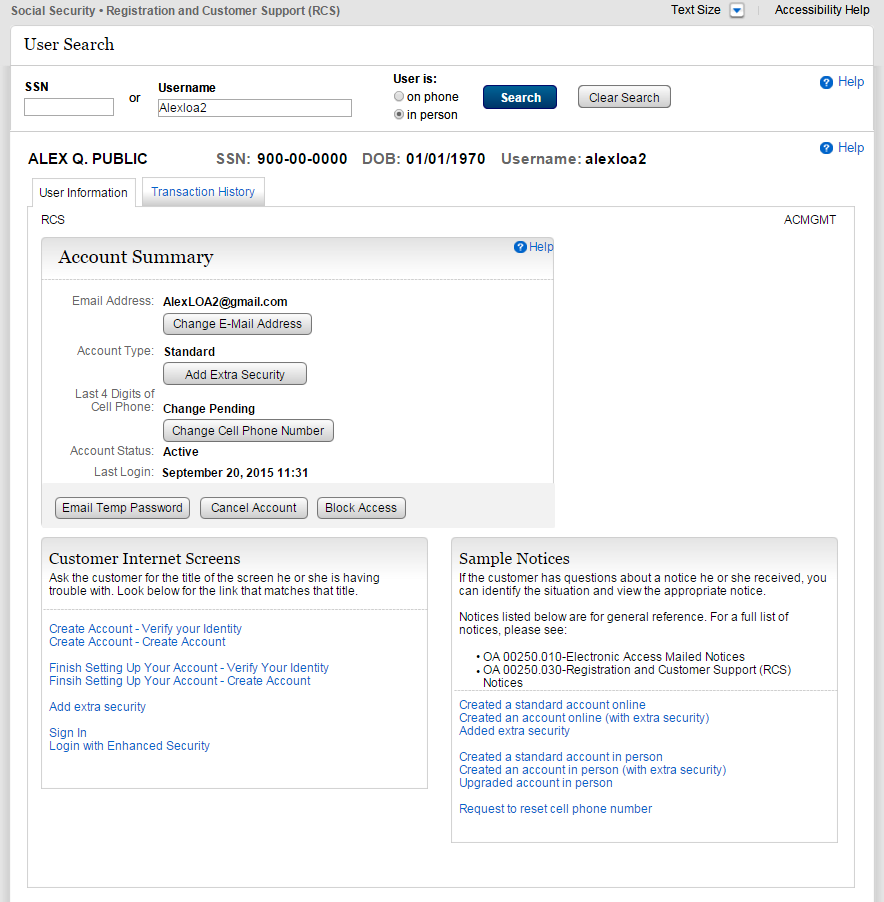 Social Security • Registration and Customer Support (RCS)
Text Size
Accessibility Help
User Search
SSN
or
Username
Alexloa2
User is:
on phone
in person
Search
Clear Search
? Help
ALEX Q. PUBLIC
SSN: 900-00-0000
DOB: 01/01/1970
Username: alexloa2
? Help
User Information
Transaction History
RCS
ACMGMT
Account Summary
? Help
Email Address: AlexLOA2@gmail.com
Change E-Mail Address
Account Type: Standard
Add Extra Security
Last 4 Digits of
Cell Phone: Change Pending
Change Cell Phone Number
Account Status: Active
Last Login: September 20, 2015 11:31
Email Temp Password
Cancel Account
Block Access
Customer Internet Screens
Ask the customer for the title of the screen he or she is having
trouble with. Look below for the link that matches that title.
Create Account - Verify your Identity
Create Account - Create Account
Finish Setting Up Your Account - Verify Your Identity
Finsih Setting Up Your Account - Create Account
Add extra security
Sign In
Login with Enhanced Security
Sample Notices
If the customer has questions about a notice he or she received, you
can identify the situation and view the appropriate notice.
Notices listed below are for general reference. For a full list of
notices, please see:
• OA 00250.010-Electronic Access Mailed Notices
• OA 00250.030-Registration and Customer Support (RCS)
Notices
Created a standard account online
Created an account online (with extra security)
Added extra security
Created a standard account in person
Created an account in person (with extra security)
Upgraded account in person
Request to reset cell phone number